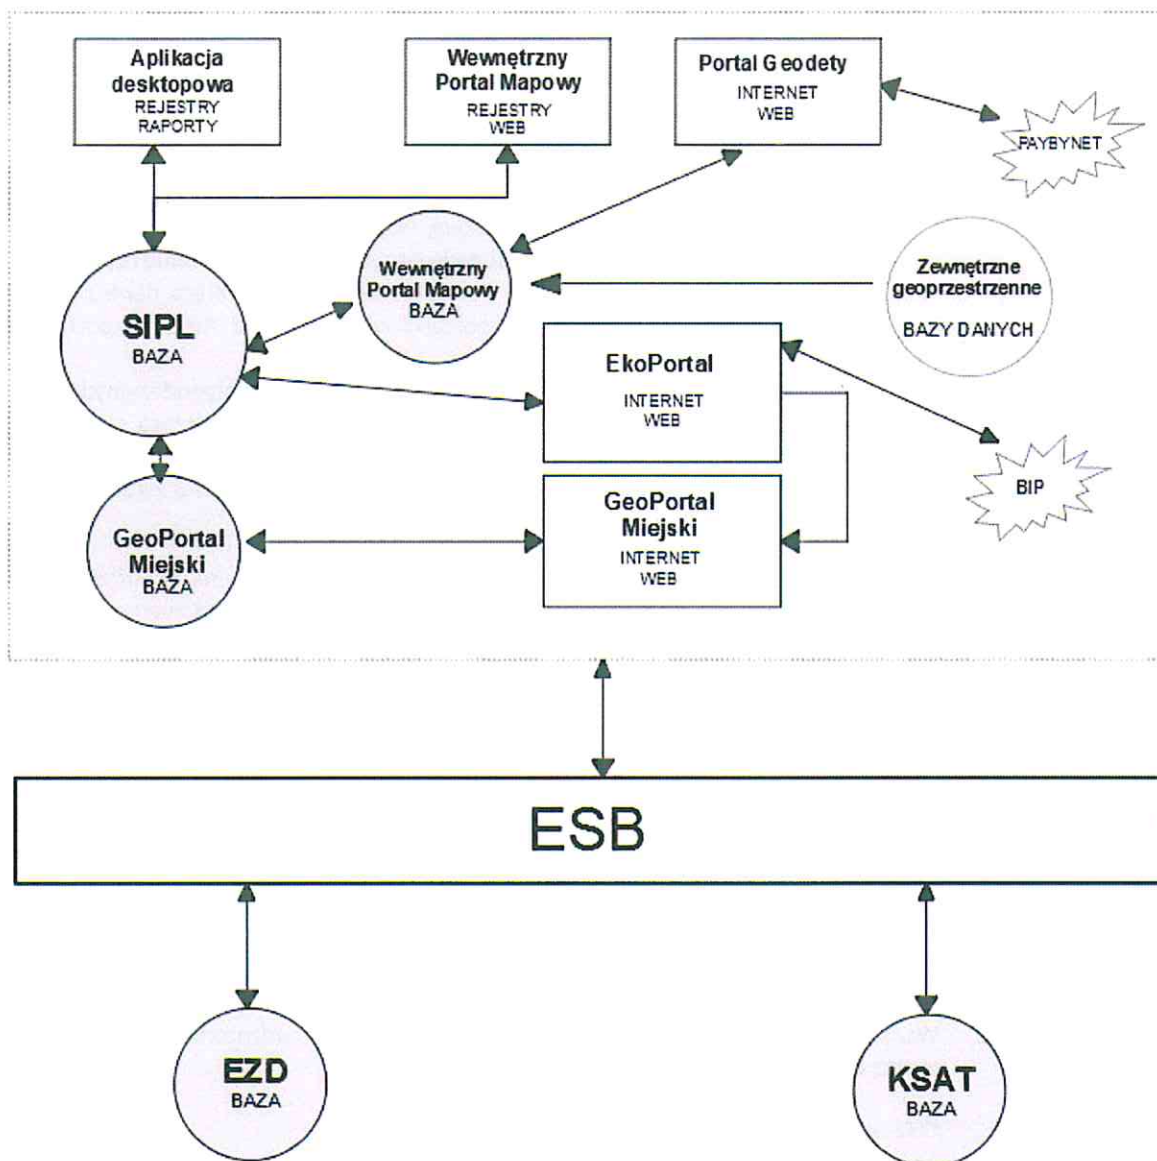 Aplikacja
desktopowa
REJESTRY
RAPORTY
Wewnętrzny
Portal Mapowy
REJESTRY
WEB
Portal Geodety
INTERNET
WEB
PAYBYNET
Wewnętrzny
Portal Mapowy
BAZA
Zewnętrzne
geoprzestrzenne
BAZY DANYCH
SIPL
BAZA
EkoPortal
INTERNET
WEB
BIP
GeoPortal
Miejski
BAZA
GeoPortal
Miejski
INTERNET
WEB
ESB
EZD
BAZA
KSAT
BAZA